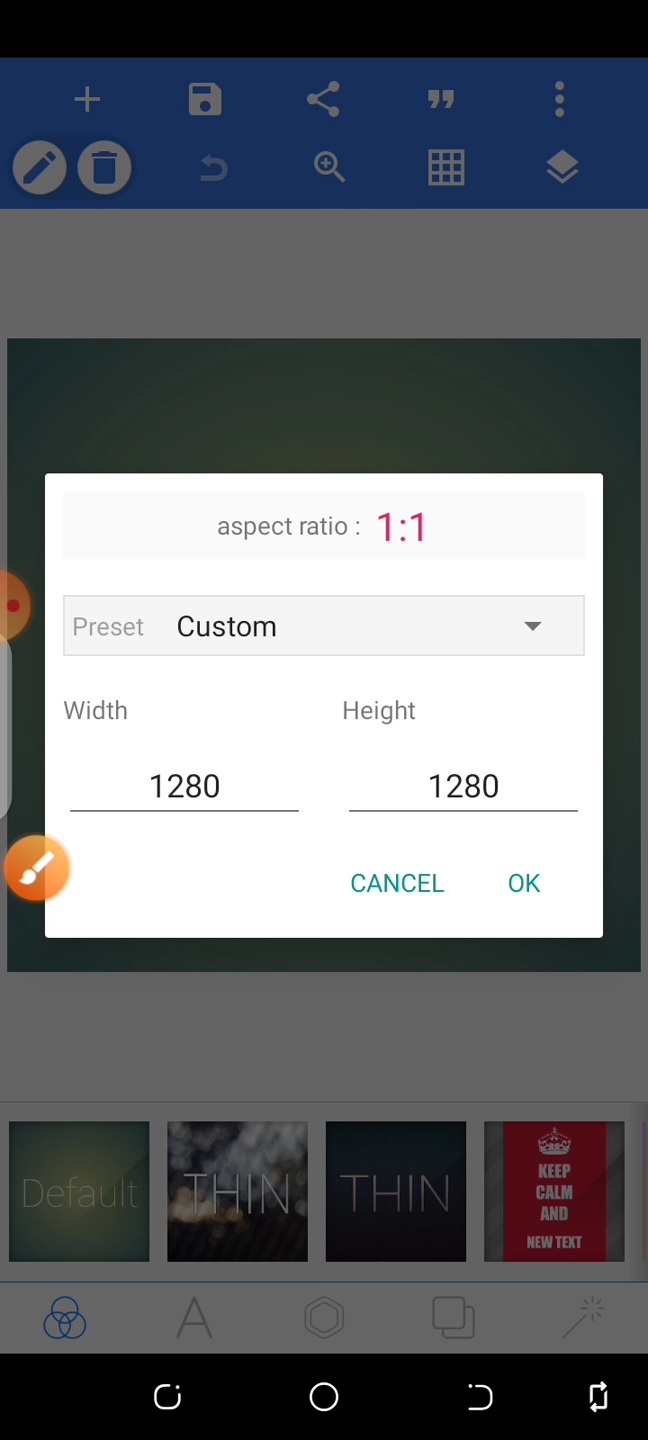 aspect ratio : 1:1
Preset Custom
Width Height
1280 1280
CANCEL OK
Default
THIN
THIN
KEEP
CALM
AND
NEW TEXT
A